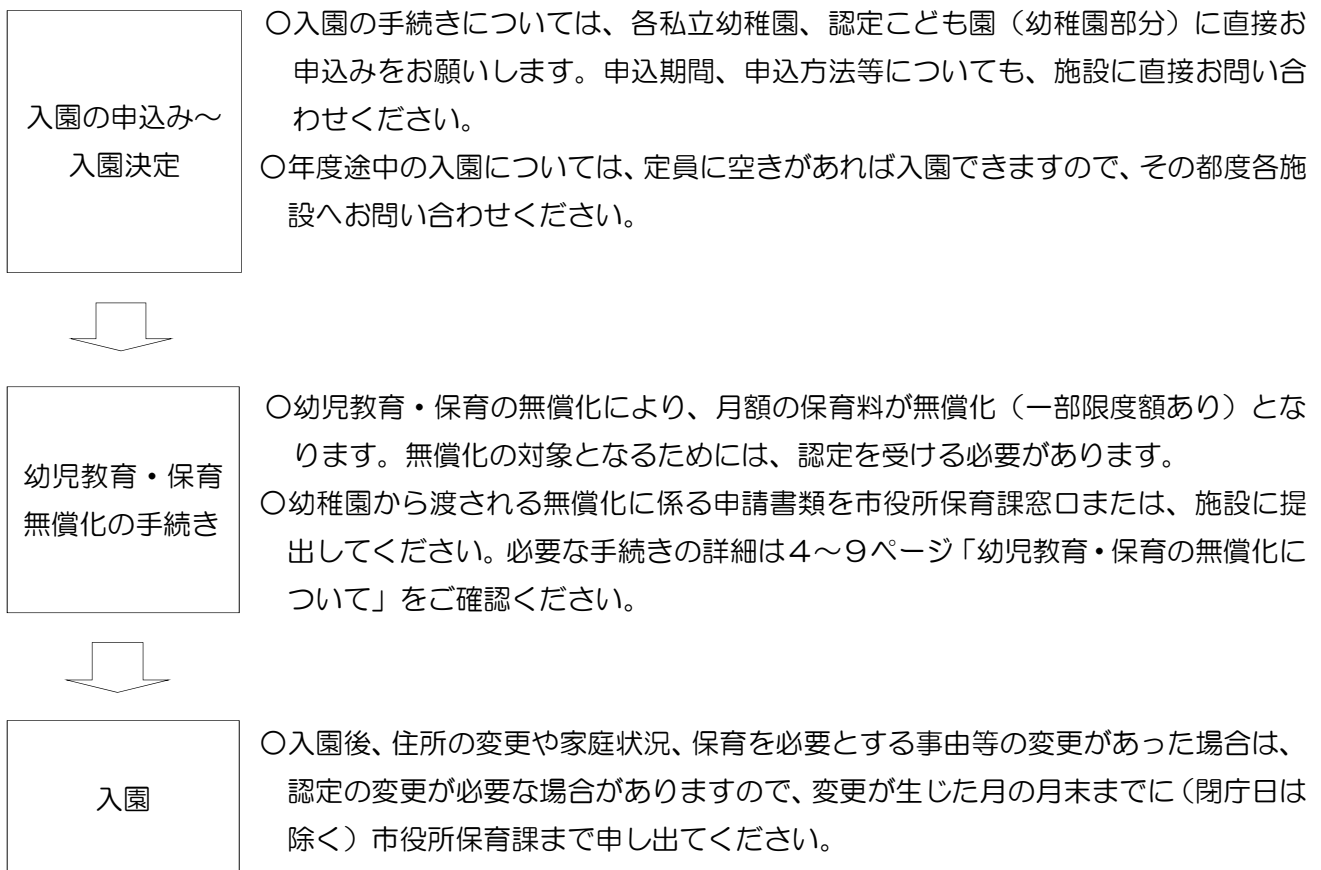 入園の申込み～
入園決定
〇入園の手続きについては、各私立幼稚園、認定こども園（幼稚園部分）に直接お
申込みをお願いします。申込期間、申込方法等についても、施設に直接お問い合
わせください。
〇年度途中の入園については、定員に空きがあれば入園できますので、その都度各施
設へお問い合わせください。
幼児教育・保育
無償化の手続き
〇幼児教育・保育の無償化により、月額の保育料が無償化（一部限度額あり）とな
ります。無償化の対象となるためには、認定を受ける必要があります。
〇幼稚園から渡される無償化に係る申請書類を市役所保育課窓口または、施設に提
出してください。必要な手続きの詳細は４～９ページ「幼児教育・保育の無償化に
ついて」をご確認ください。
入園
〇入園後、住所の変更や家庭状況、保育を必要とする事由等の変更があった場合は、
認定の変更が必要な場合がありますので、変更が生じた月の月末までに（閉庁日は
除く）市役所保育課まで申し出てください。